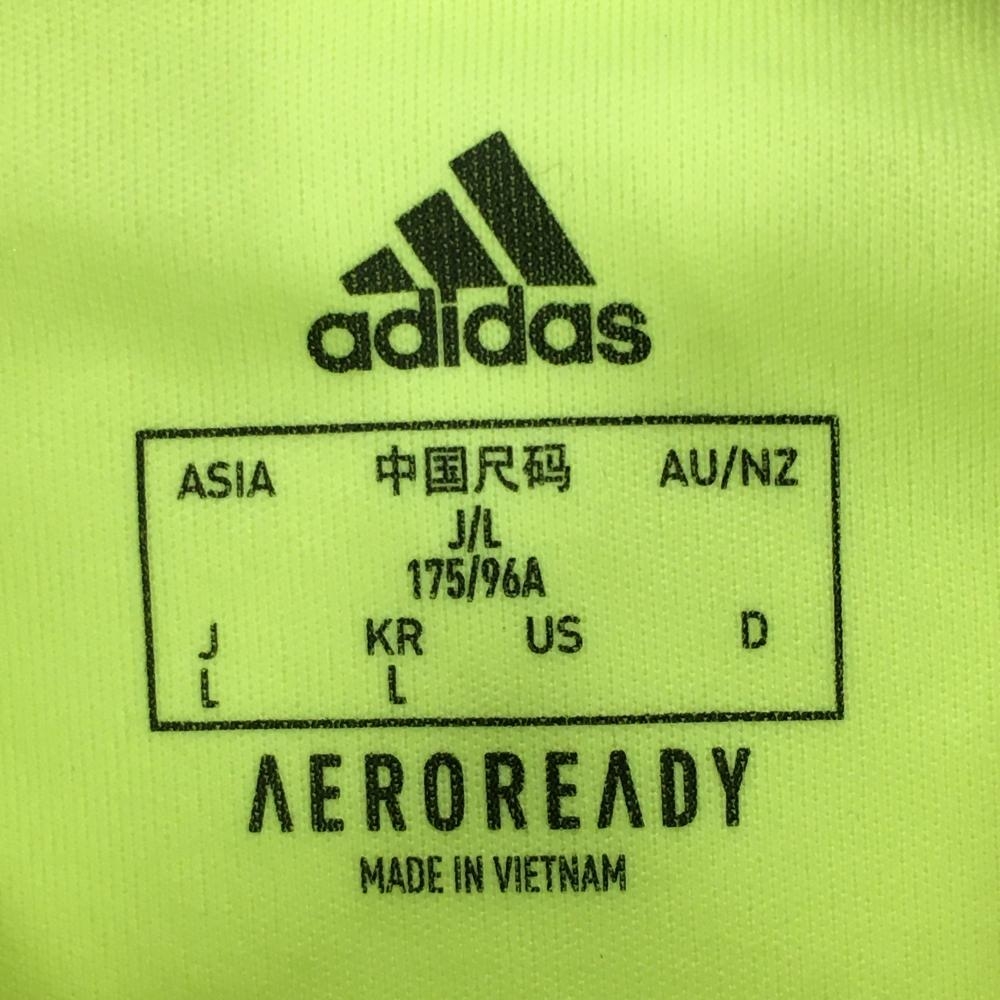 adidas
ASIA 中国尺码 AU/NZ
J/L
175/96A
J KR US D
L L
AEROREADY
MADE IN VIETNAM